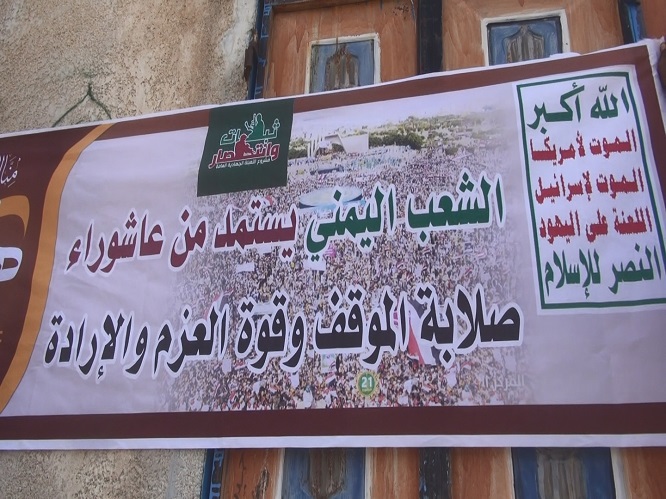 الله أكبر
الموت لأمريكا
الموت لإسرائيل
اللعنة على اليهود
النصر للإسلام
ثبات
وانتصار
الشعب اليمني يستمد من عاشوراء
صلابة الموقف وقوة العزم والإرادة
21